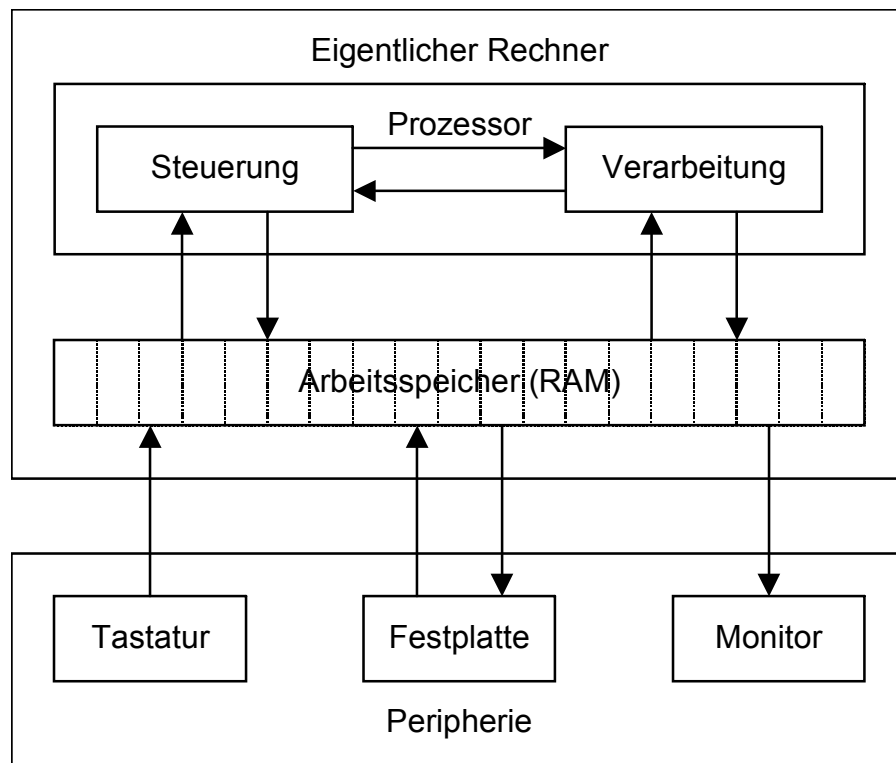 Eigentlicher Rechner
Prozessor
Steuerung
Verarbeitung
Arbeitsspeicher (RAM)
Tastatur
Festplatte
Monitor
Peripherie